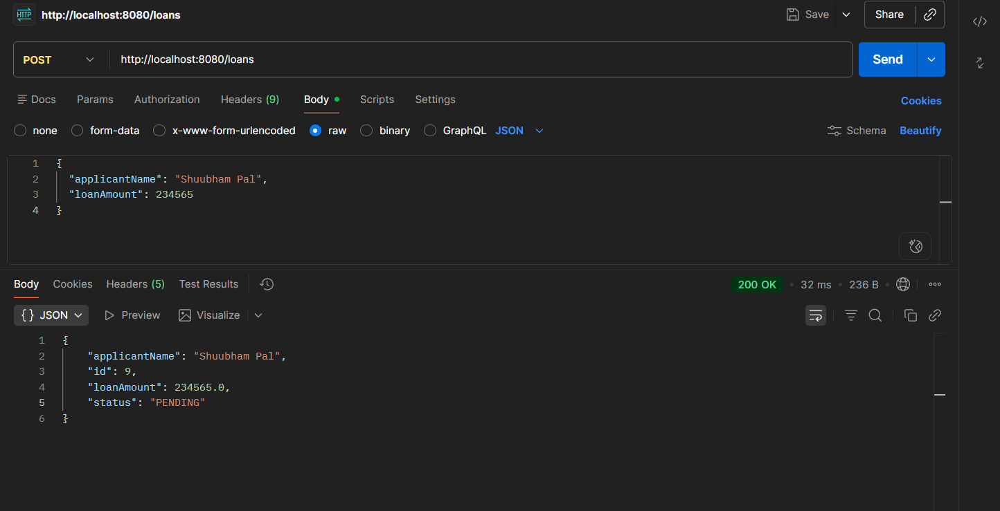 HTTP http://localhost:8080/loans Save Share
POST http://localhost:8080/loans Send
Docs Params Authorization Headers (9) Body Scripts Settings Cookies
none form-data x-www-form-urlencoded raw binary GraphQL JSON Schema Beautify
1 {
2 "applicantName": "Shuubham Pal",
3 "loanAmount": 234565
4 }
Body Cookies Headers (5) Test Results 200 OK 32 ms 236 B
{} JSON Preview Visualize
1 {
2 "applicantName": "Shuubham Pal",
3 "id": 9,
4 "loanAmount": 234565.0,
5 "status": "PENDING"
6 }